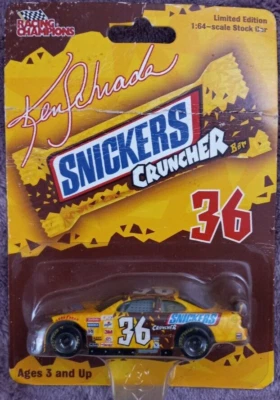 RACING CHAMPIONS
Limited Edition
1:64-scale Stock Car
Ken Schrader
SNICKERS
CRUNCHER Bar
36
36
CRUNCHER
SNICKERS
Ages 3 and Up